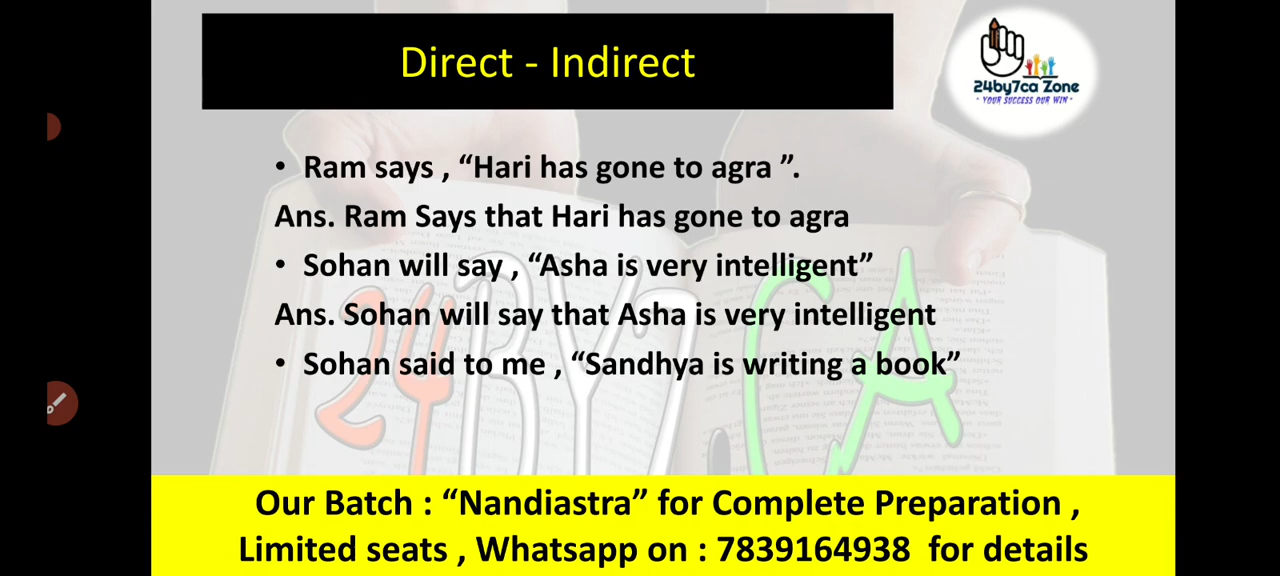 Direct - Indirect
24by7ca Zone
- YOUR SUCCESS OUR WIN -
• Ram says , “Hari has gone to agra ”.
Ans. Ram Says that Hari has gone to agra
• Sohan will say , “Asha is very intelligent”
Ans. Sohan will say that Asha is very intelligent
• Sohan said to me , “Sandhya is writing a book”
24BY7.CA
Our Batch : “Nandiastra” for Complete Preparation ,
Limited seats , Whatsapp on : 7839164938 for details